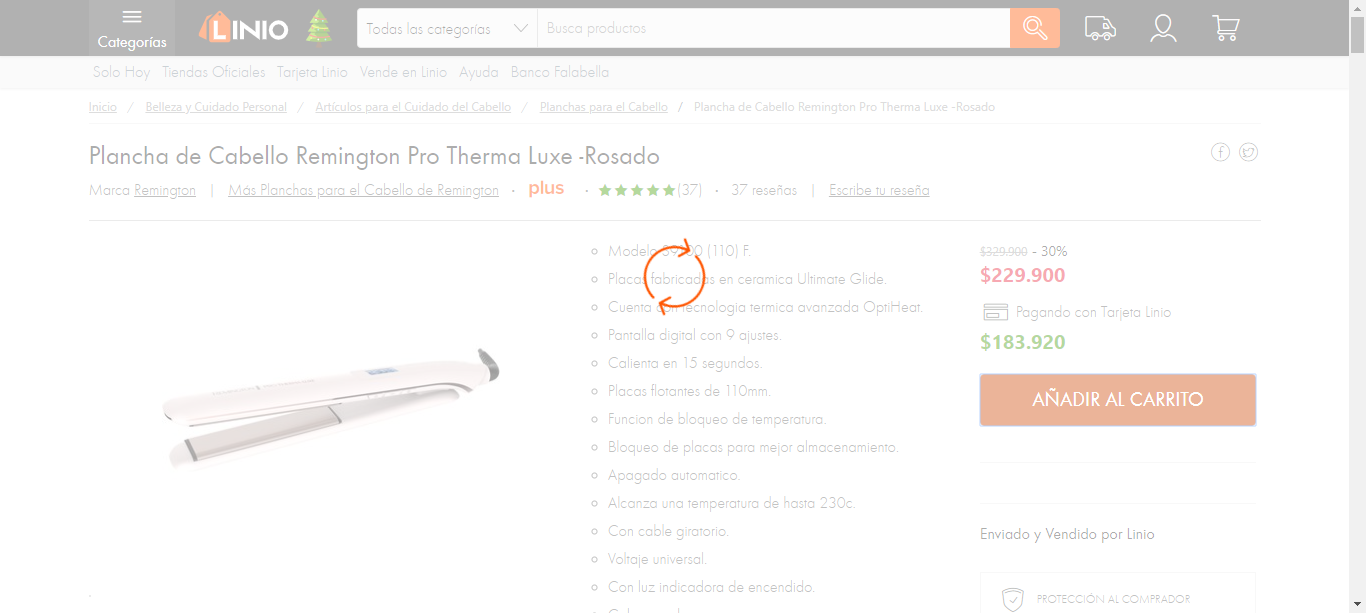 Categorías
LINIO
Todas las categorías
Busca productos
Solo Hoy Tiendas Oficiales Tarjeta Linio Vende en Linio Ayuda Banco Falabella
Inicio / Belleza y Cuidado Personal / Artículos para el Cuidado del Cabello / Planchas para el Cabello / Plancha de Cabello Remington Pro Therma Luxe -Rosado
Plancha de Cabello Remington Pro Therma Luxe -Rosado
Marca Remington | Más Planchas para el Cabello de Remington · plus · (37) · 37 reseñas | Escribe tu reseña
Modelo (110) F.
Placas fabricadas en ceramica Ultimate Glide.
Cuenta con tecnologia termica avanzada OptiHeat.
Pantalla digital con 9 ajustes.
Calienta en 15 segundos.
Placas flotantes de 110mm.
Funcion de bloqueo de temperatura.
Bloqueo de placas para mejor almacenamiento.
Apagado automatico.
Alcanza una temperatura de hasta 230c.
Con cable giratorio.
Voltaje universal.
Con luz indicadora de encendido.
$329.900 - 30%
$229.900
Pagando con Tarjeta Linio
$183.920
AÑADIR AL CARRITO
Enviado y Vendido por Linio
PROTECCIÓN AL COMPRADOR